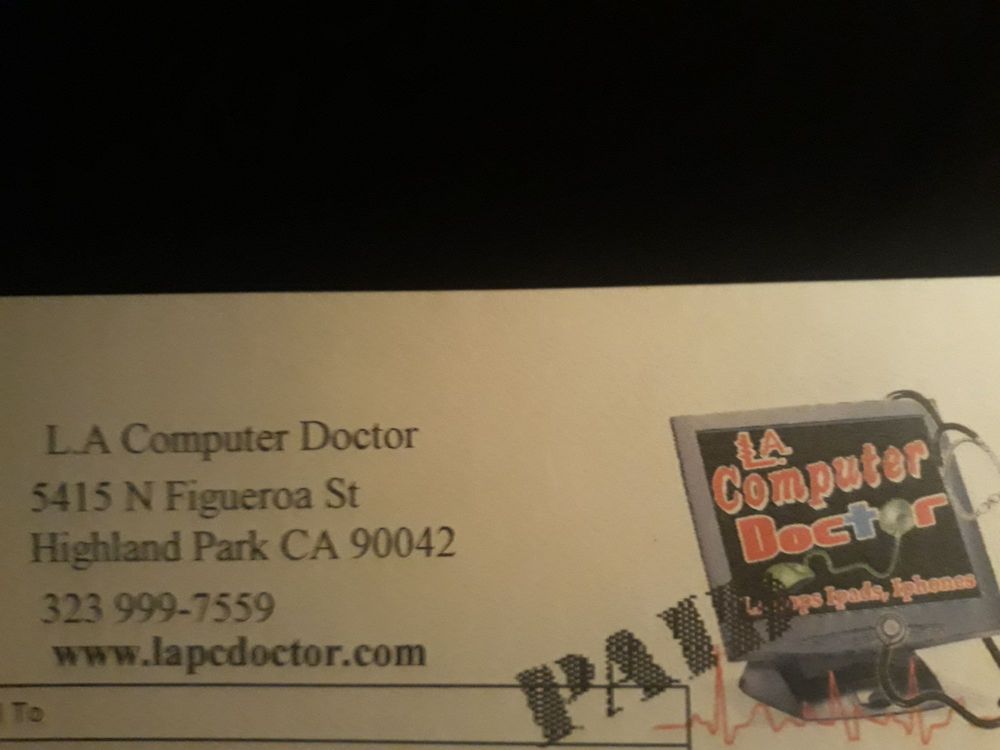 L.A Computer Doctor
5415 N Figueroa St
Highland Park CA 90042
323 999-7559
www.lapcdoctor.com
To
L.A.
Computer
Doctor
Ipads, Iphones
PAID